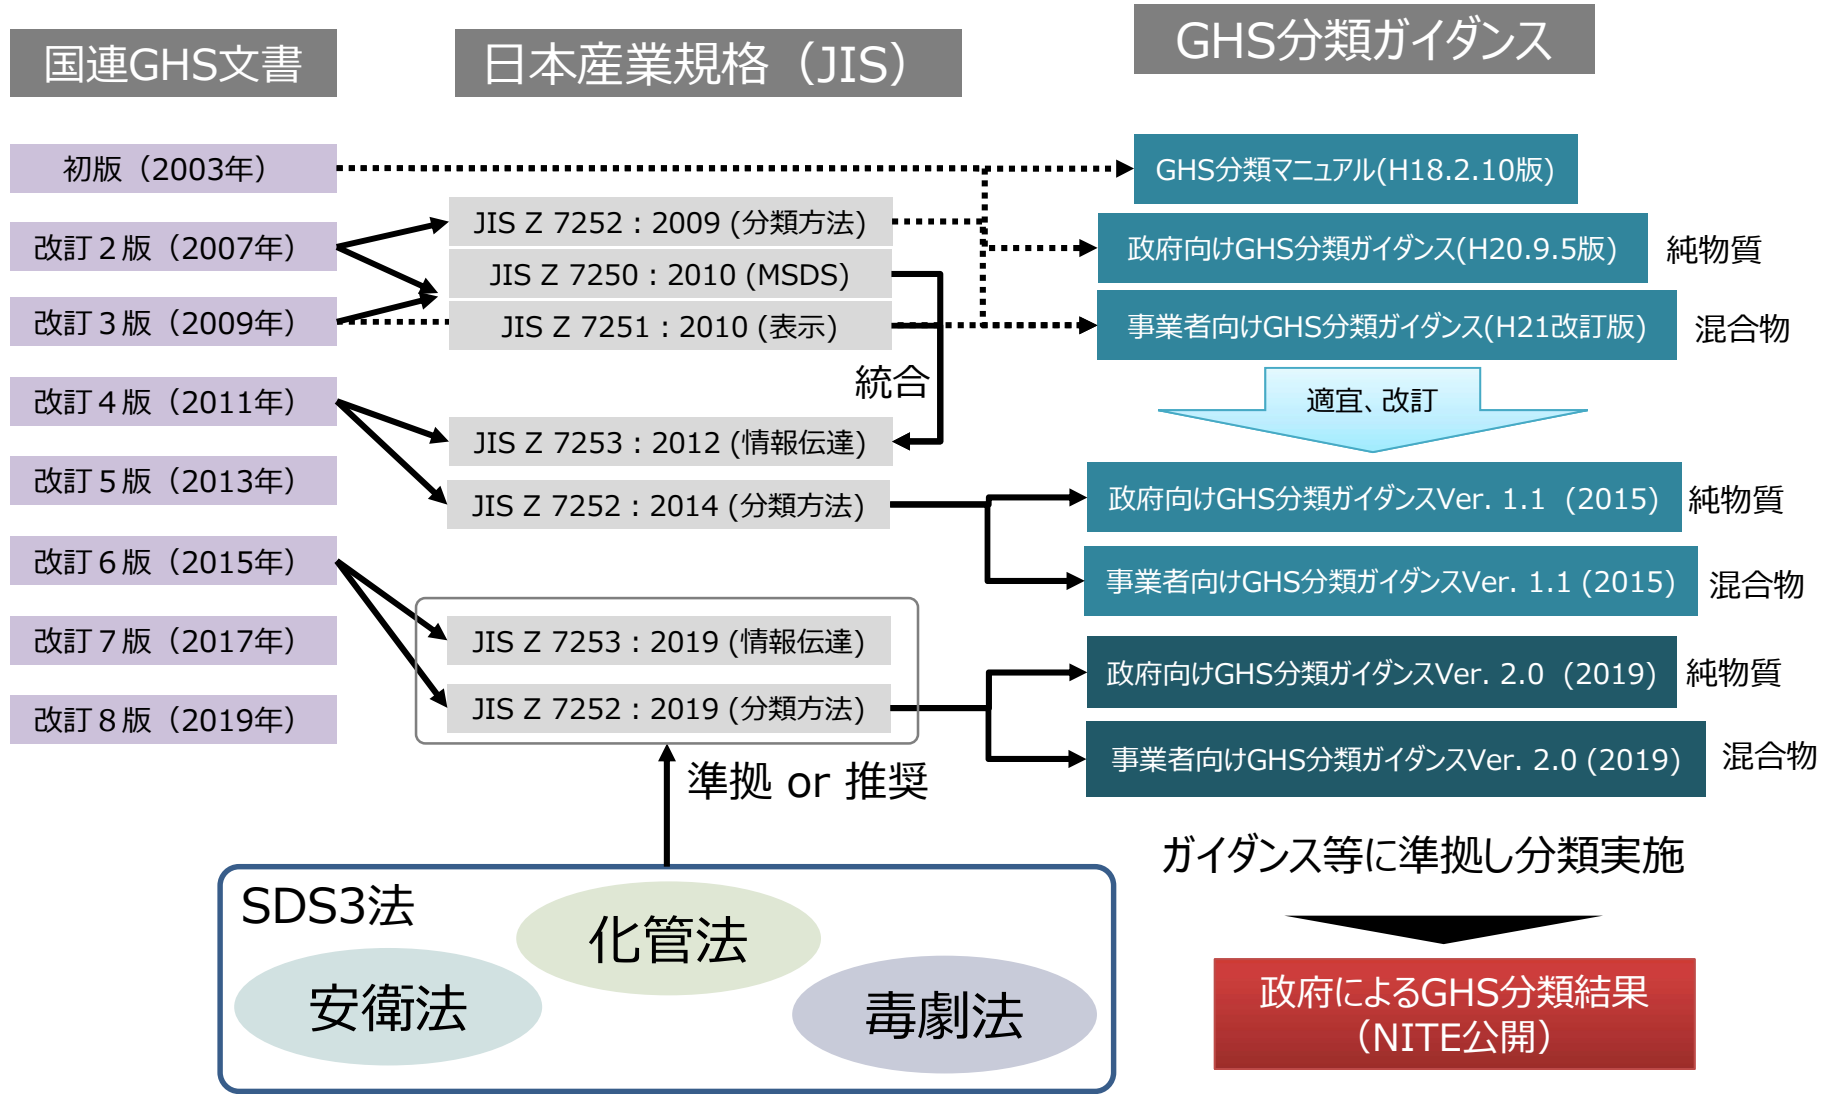 国連GHS文書
日本産業規格（JIS）
GHS分類ガイダンス
初版（2003年）
改訂２版（2007年）
改訂３版（2009年）
改訂４版（2011年）
改訂５版（2013年）
改訂６版（2015年）
改訂７版（2017年）
改訂８版（2019年）
JIS Z 7252：2009 (分類方法)
JIS Z 7250：2010 (MSDS)
JIS Z 7251：2010 (表示)
統合
JIS Z 7253：2012 (情報伝達)
JIS Z 7252：2014 (分類方法)
JIS Z 7253：2019 (情報伝達)
JIS Z 7252：2019 (分類方法)
準拠 or 推奨
GHS分類マニュアル(H18.2.10版)
政府向けGHS分類ガイダンス(H20.9.5版)
純物質
事業者向けGHS分類ガイダンス(H21改訂版)
混合物
適宜、改訂
政府向けGHS分類ガイダンスVer. 1.1 (2015)
純物質
事業者向けGHS分類ガイダンスVer. 1.1 (2015)
混合物
政府向けGHS分類ガイダンスVer. 2.0 (2019)
純物質
事業者向けGHS分類ガイダンスVer. 2.0 (2019)
混合物
SDS3法
化管法
安衛法
毒劇法
ガイダンス等に準拠し分類実施
政府によるGHS分類結果
（NITE公開）